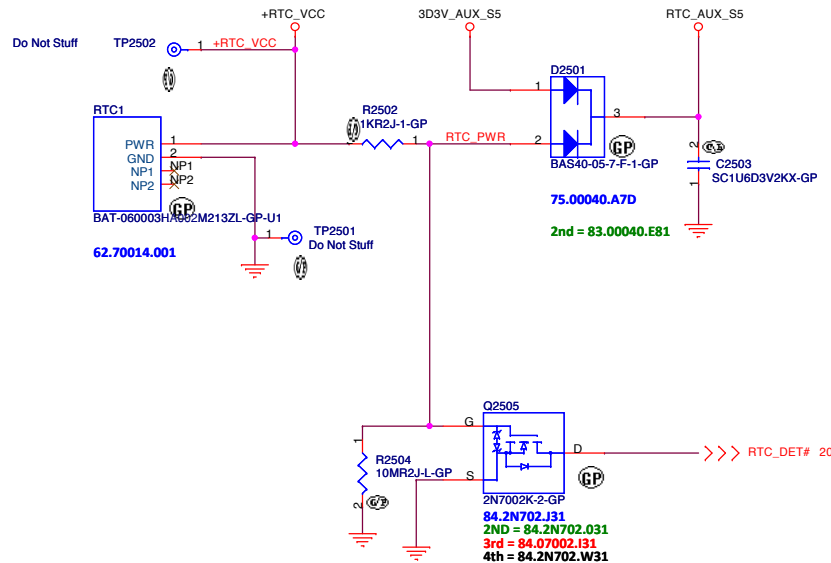 +RTC_VCC
3D3V_AUX_S5
RTC_AUX_S5
Do Not Stuff
TP2502
1
+RTC_VCC
D2501
RTC1
R2502
1KR2J-1-GP
1
3
PWR
1
RTC_PWR
2
GP
2
GND
2
1
BAS40-05-7-F-1-GP
C2503
NP1
NP1
SC1U6D3V2KX-GP
NP2
NP2
1
GP
75.00040.A7D
BAT-060003HA002M213ZL-GP-U1
TP2501
1
2nd = 83.00040.E81
Do Not Stuff
62.70014.001
Q2505
G
1
D
RTC_DET# 20
R2504
10MR2J-L-GP
S
GP
2
2N7002K-2-GP
84.2N702.J31
2ND = 84.2N702.031
3rd = 84.07002.I31
4th = 84.2N702.W31